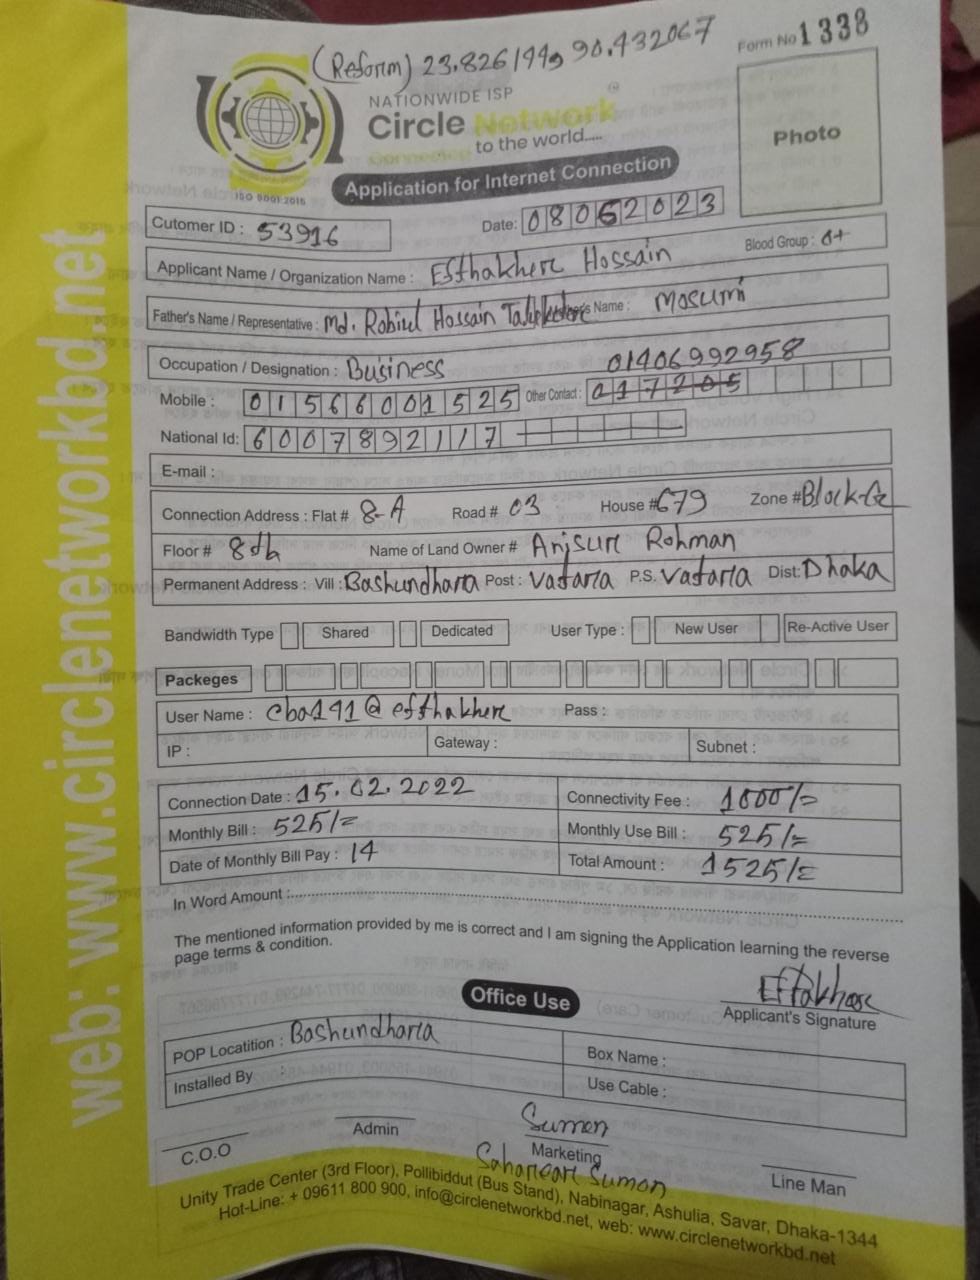 (Reform) 23.826144, 90.432067
Form No 1338
NATIONWIDE ISP
Circle Network
Connected to the world.....
ISO 9001:2015
Photo
Application for Internet Connection
Cutomer ID : 53916
Date: 08062023
Applicant Name / Organization Name : Efthakher Hossain
Blood Group :
Father's Name / Representative : Md. Robiul Hossain
Name : Mosumi
Occupation / Designation : Business
01406992958
Mobile : 01566001525 Other Contact : 017205
National Id: 6007892117
E-mail :
Connection Address : Flat # 8-A Road # 03 House # 679 Zone # Block-G
Floor # 8th Name of Land Owner # Anisur Rohman
Permanent Address : Vill : Bashundhara Post : Vatara P.S. Vatara Dist: Dhaka
Bandwidth Type Shared Dedicated User Type : New User Re-Active User
Packeges
User Name : cba191@efthakher Pass :
IP : Gateway : Subnet :
Connection Date : 15.02.2022 Connectivity Fee : 1000/=
Monthly Bill : 525/= Monthly Use Bill : 525/=
Date of Monthly Bill Pay : 14 Total Amount : 1525/=
In Word Amount :
The mentioned information provided by me is correct and I am signing the Application learning the reverse
page terms & condition.
Efthakher
Applicant's Signature
Office Use
POP Locatition : Bashundhara
Box Name :
Installed By :
Use Cable :
Sumon
C.O.O Admin Marketing Line Man
Sumon
Unity Trade Center (3rd Floor), Pollibiddut (Bus Stand), Nabinagar, Ashulia, Savar, Dhaka-1344
Hot-Line: + 09611 800 900, info@circlenetworkbd.net, web: www.circlenetworkbd.net
web: www.circlenetworkbd.net